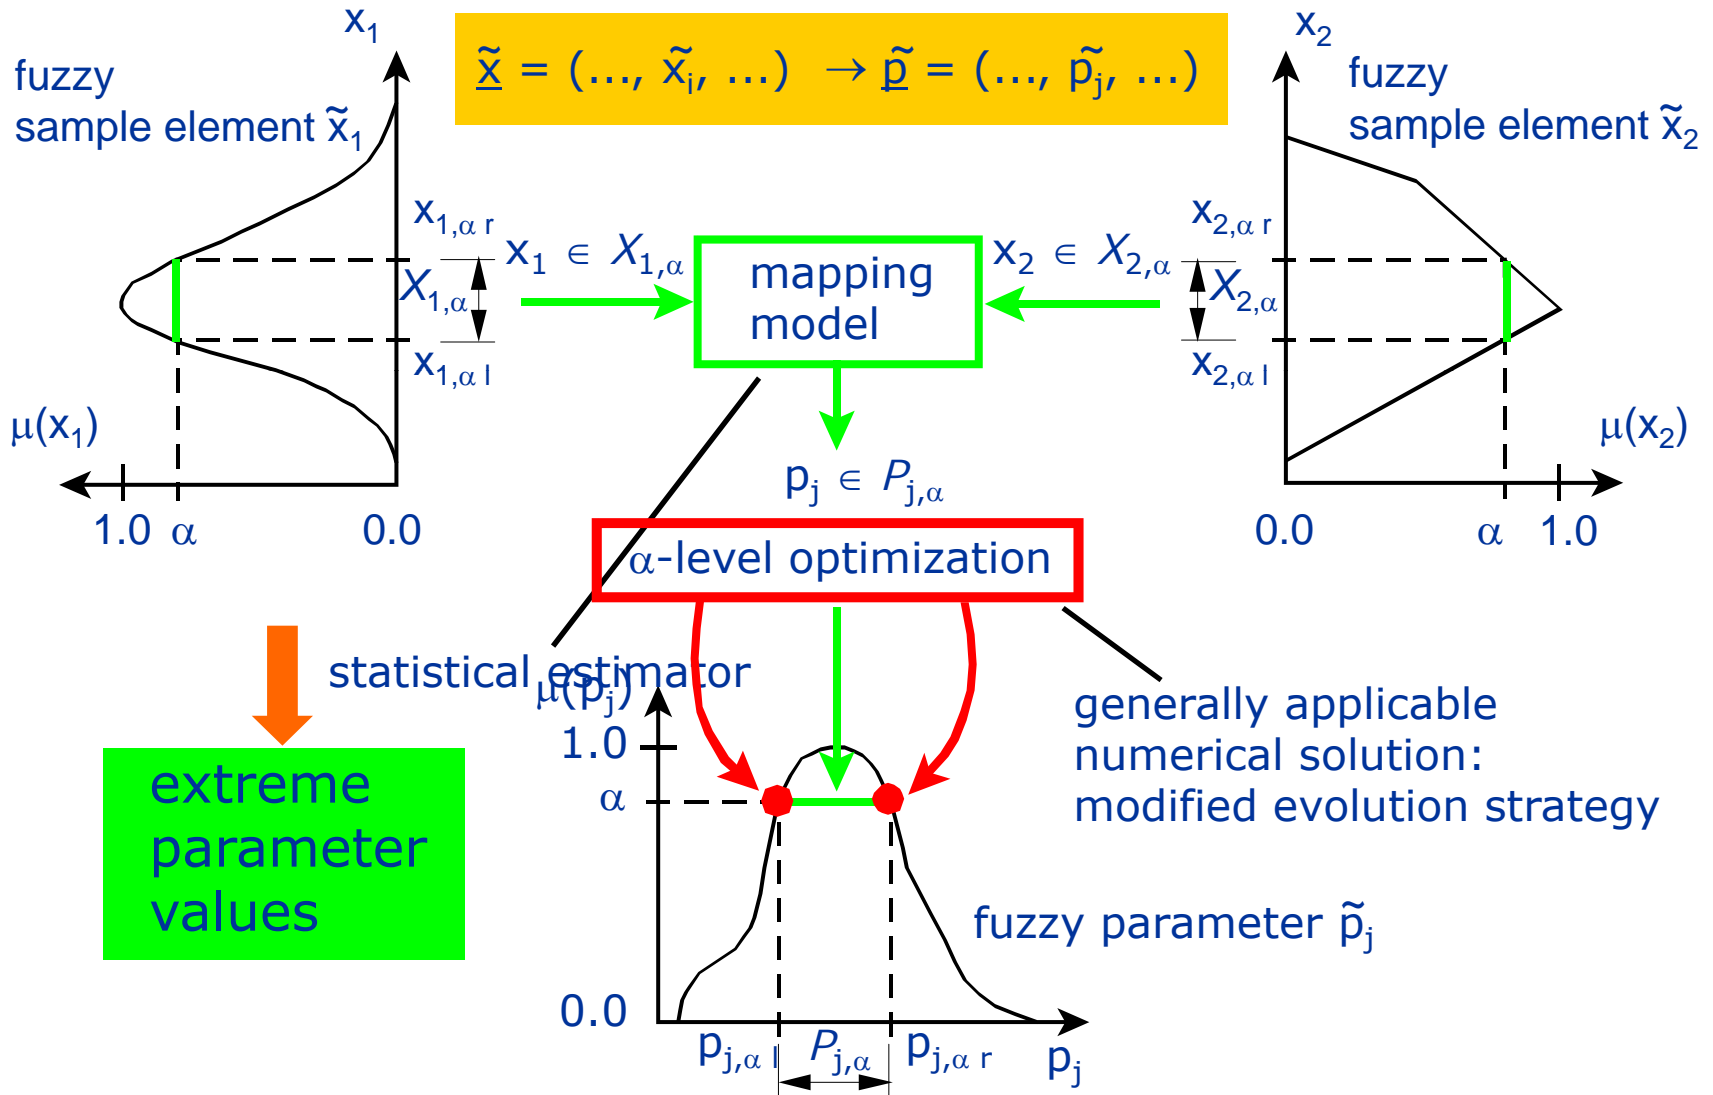 x₁
x̲̃ = (..., x̃ᵢ, ...) → p̲̃ = (..., p̃ⱼ, ...)
x₂
fuzzy
sample element x̃₁
fuzzy
sample element x̃₂
x₁,α r
x₁ ∈ X₁,α
X₁,α
x₁,α l
mapping
model
x₂ ∈ X₂,α
x₂,α r
X₂,α
x₂,α l
μ(x₁)
1.0 α 0.0
μ(x₂)
0.0 α 1.0
pⱼ ∈ Pⱼ,α
α-level optimization
statistical estimator
μ(pⱼ)
1.0
α
0.0
generally applicable
numerical solution:
modified evolution strategy
extreme
parameter
values
fuzzy parameter p̃ⱼ
pⱼ,α l Pⱼ,α pⱼ,α r pⱼ